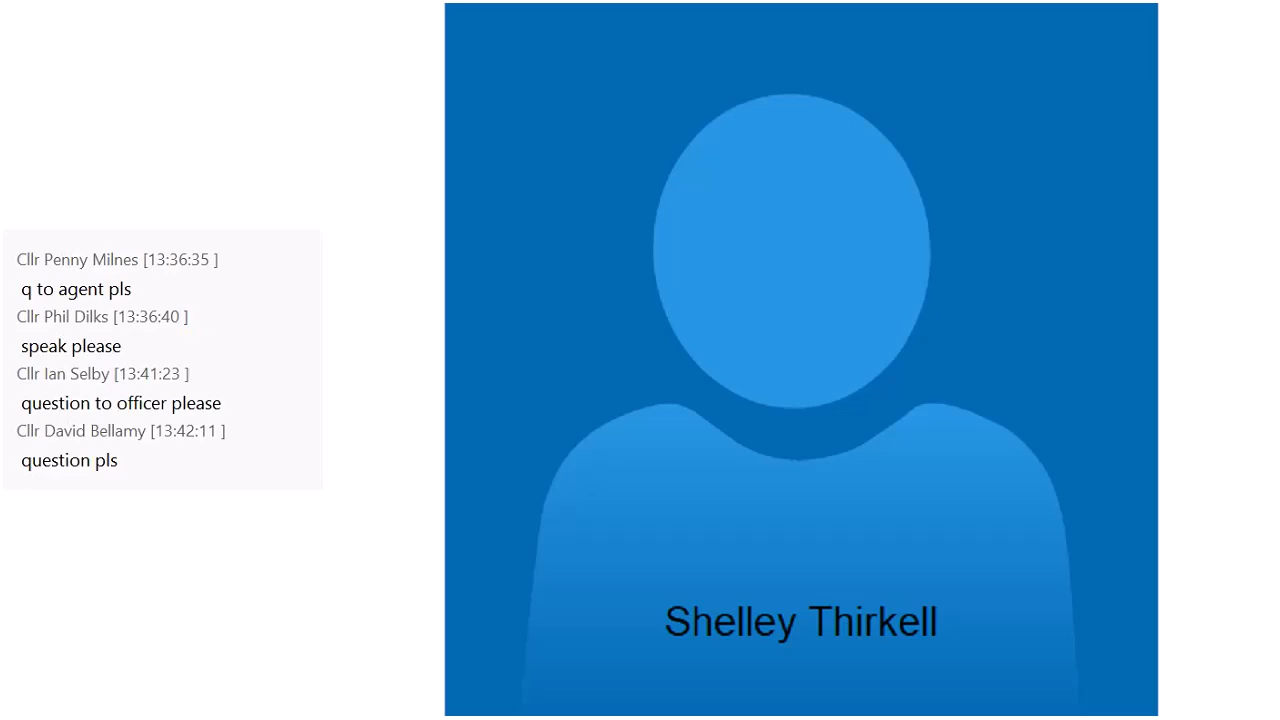 Cllr Penny Milnes [13:36:35 ]
q to agent pls
Cllr Phil Dilks [13:36:40 ]
speak please
Cllr Ian Selby [13:41:23 ]
question to officer please
Cllr David Bellamy [13:42:11 ]
question pls
Shelley Thirkell